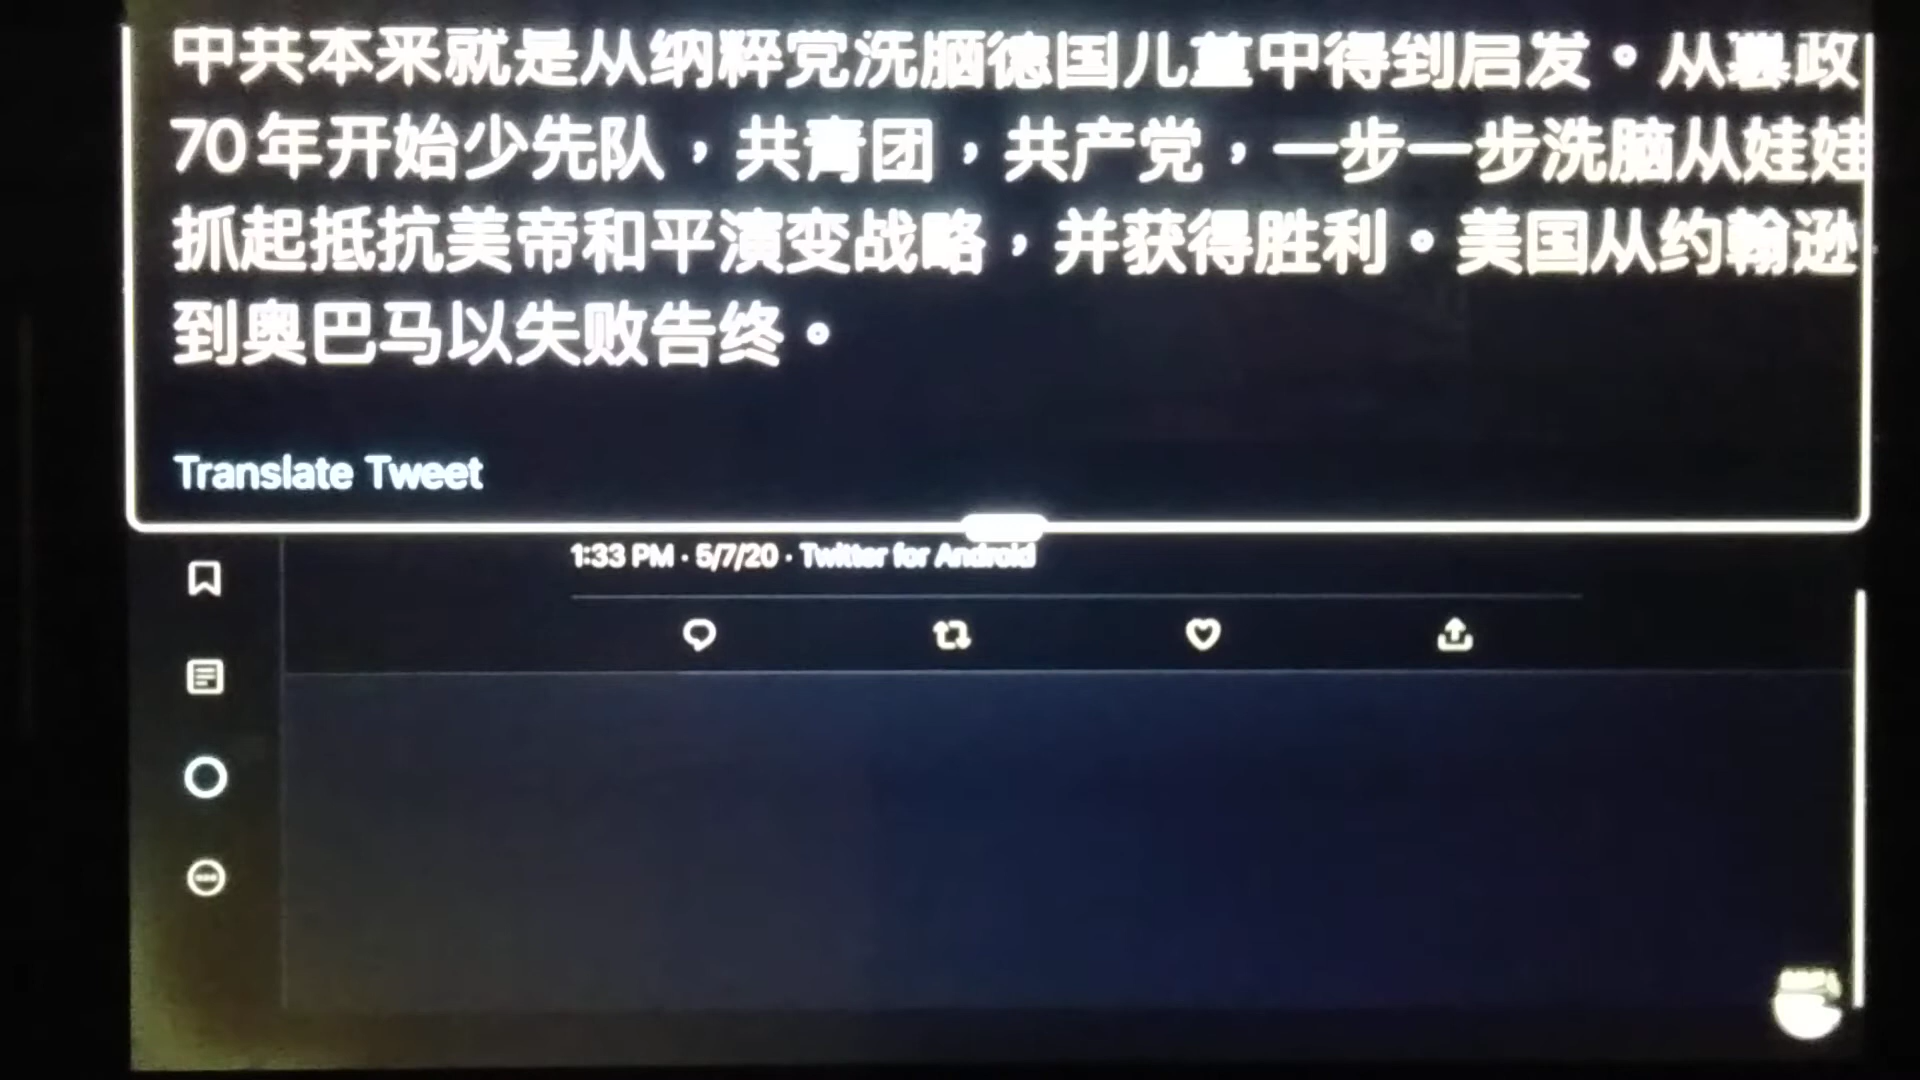 中共本来就是从纳粹党洗脑德国儿童中得到启发。从暴政
70年开始少先队，共青团，共产党，一步一步洗脑从娃娃
抓起抵抗美帝和平演变战略，并获得胜利。美国从约翰逊
到奥巴马以失败告终。
Translate Tweet
1:33 PM · 5/7/20 · Twitter for Android